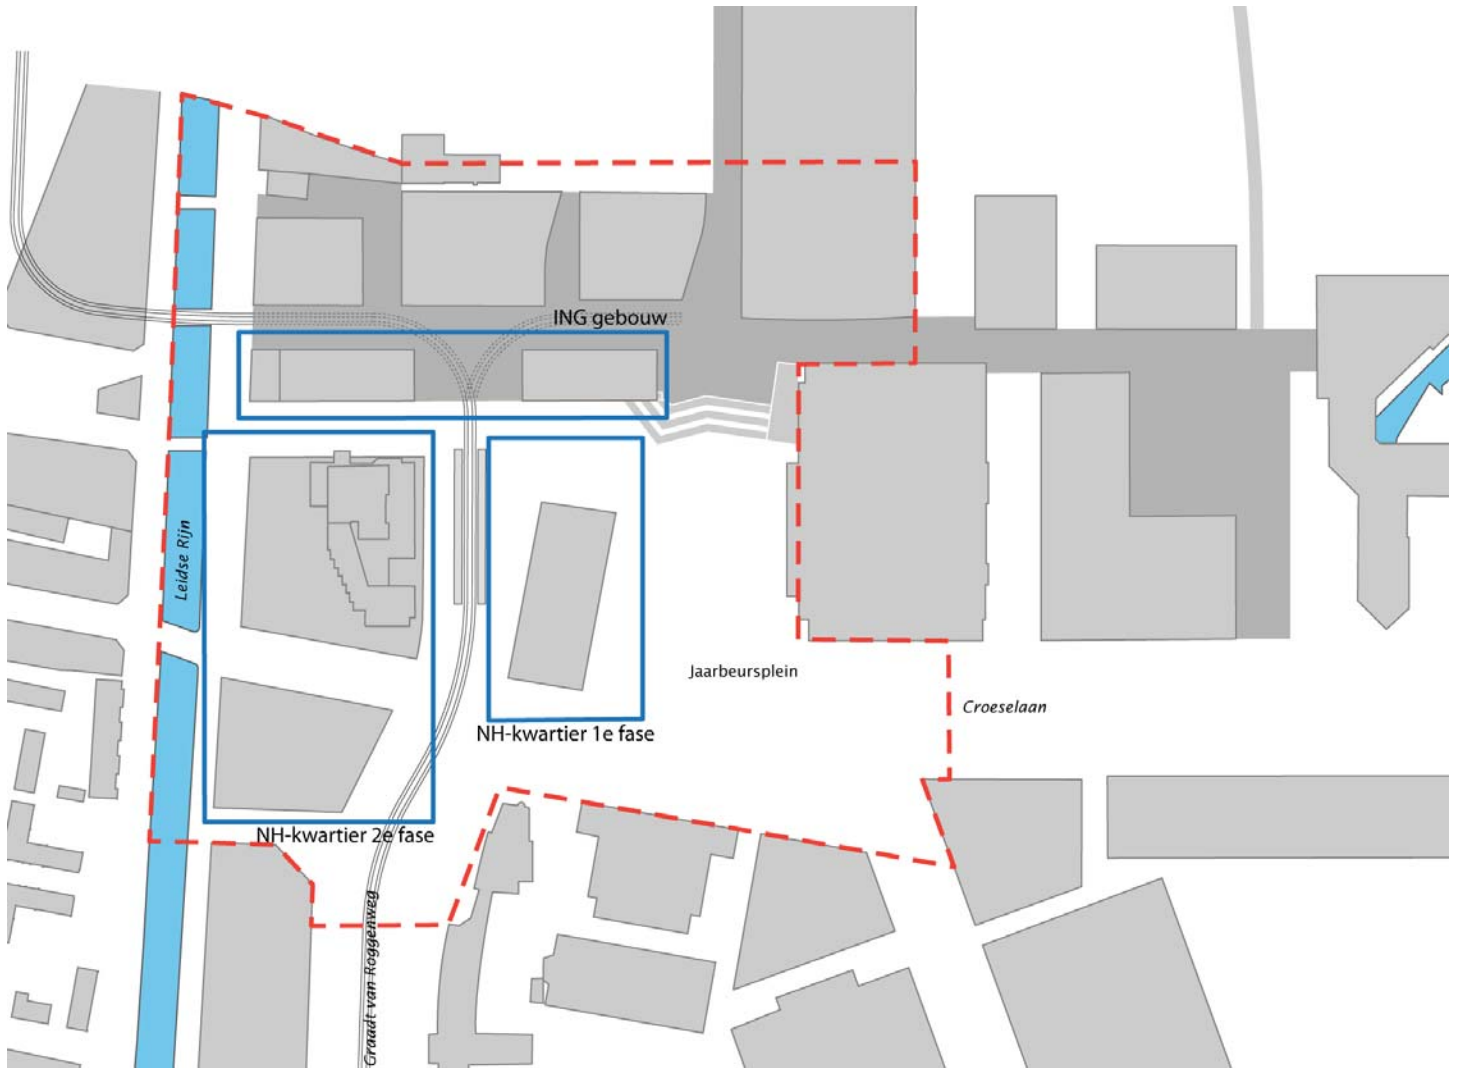 ING gebouw
Leidse Rijn
Jaarbeursplein
Croeselaan
NH-kwartier 1e fase
NH-kwartier 2e fase
Graadt van Roggenweg